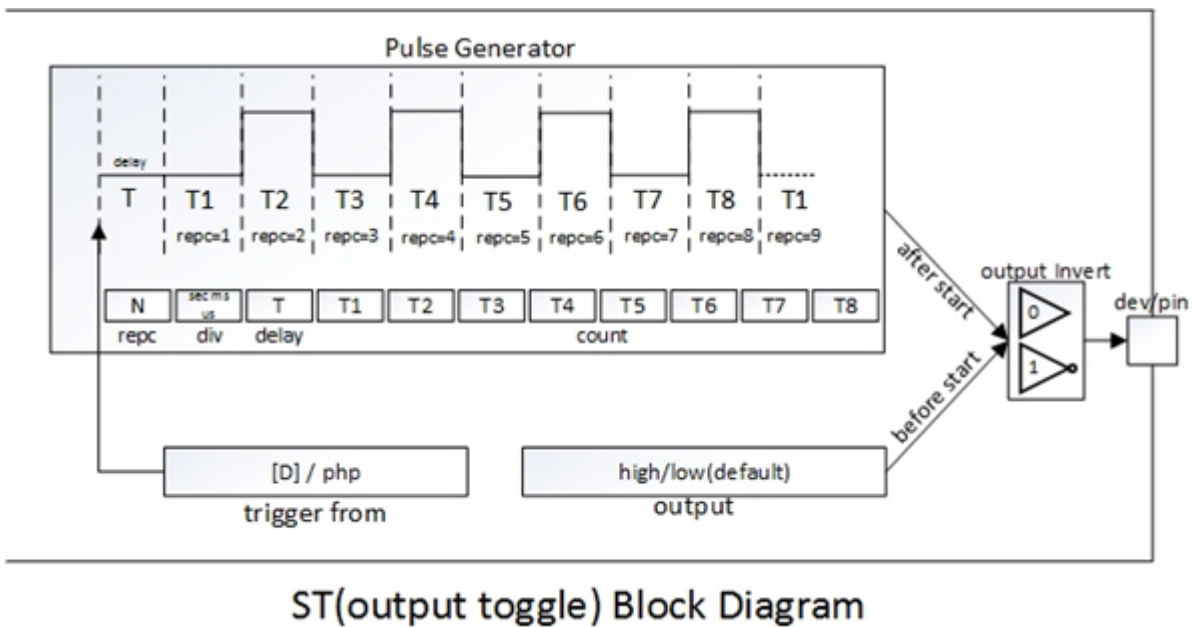 Pulse Generator
delay
T T1 T2 T3 T4 T5 T6 T7 T8 T1
repc=1 repc=2 repc=3 repc=4 repc=5 repc=6 repc=7 repc=8 repc=9
N sec ms us T T1 T2 T3 T4 T5 T6 T7 T8
repc div delay count
after start
before start
output Invert
0
1
dev/pin
[D] / php
trigger from
high/low(default)
output
ST(output toggle) Block Diagram